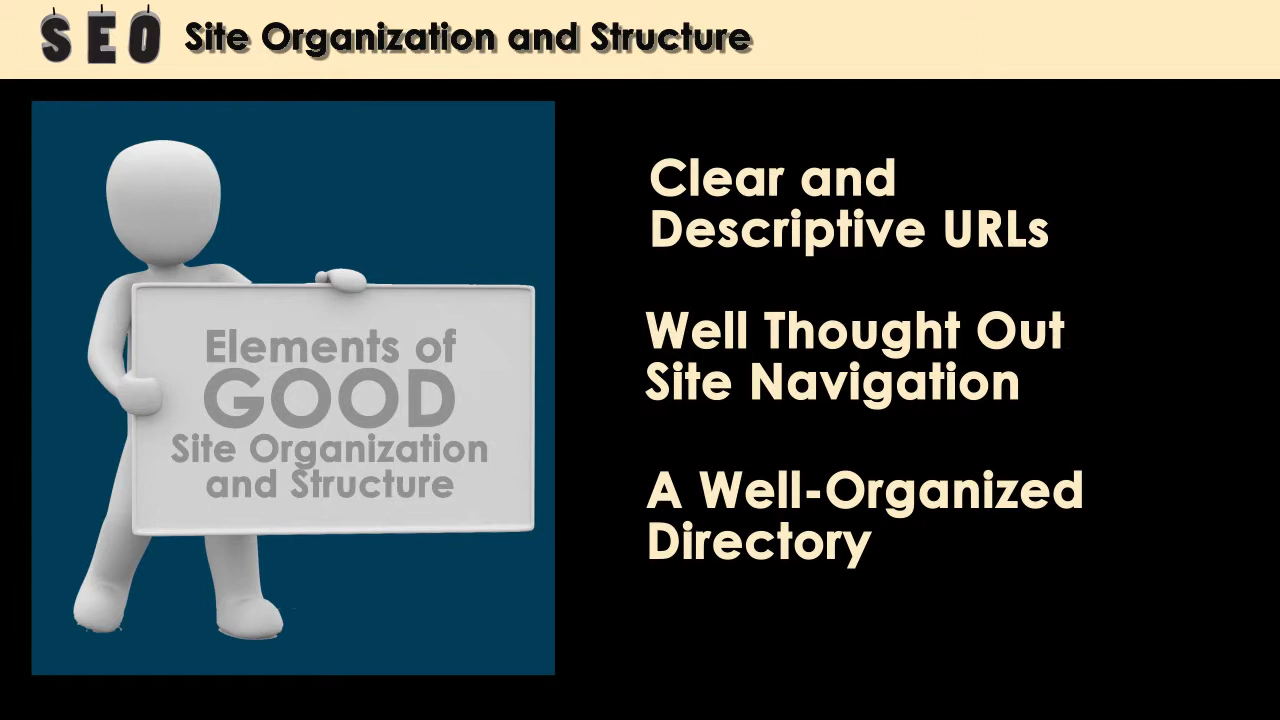 SEO Site Organization and Structure
Elements of
GOOD
Site Organization
and Structure
Clear and
Descriptive URLs
Well Thought Out
Site Navigation
A Well-Organized
Directory